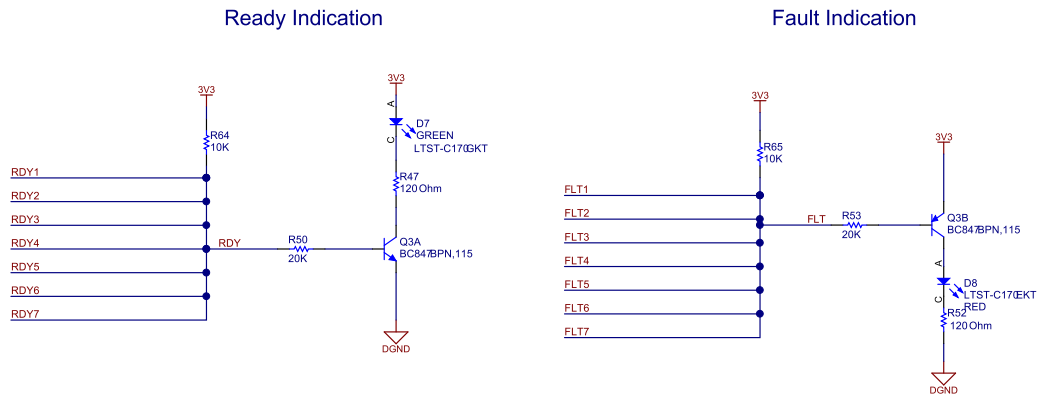 Ready Indication
3V3
R64
10K
RDY1
RDY2
RDY3
RDY4
RDY5
RDY6
RDY7
RDY
R50
20K
3V3
A
D7
GREEN
LTST-C170GKT
C
R47
120 Ohm
Q3A
BC847BPN,115
DGND
Fault Indication
3V3
R65
10K
FLT1
FLT2
FLT3
FLT4
FLT5
FLT6
FLT7
FLT
R53
20K
3V3
Q3B
BC847BPN,115
A
D8
LTST-C170EKT
RED
C
R52
120 Ohm
DGND